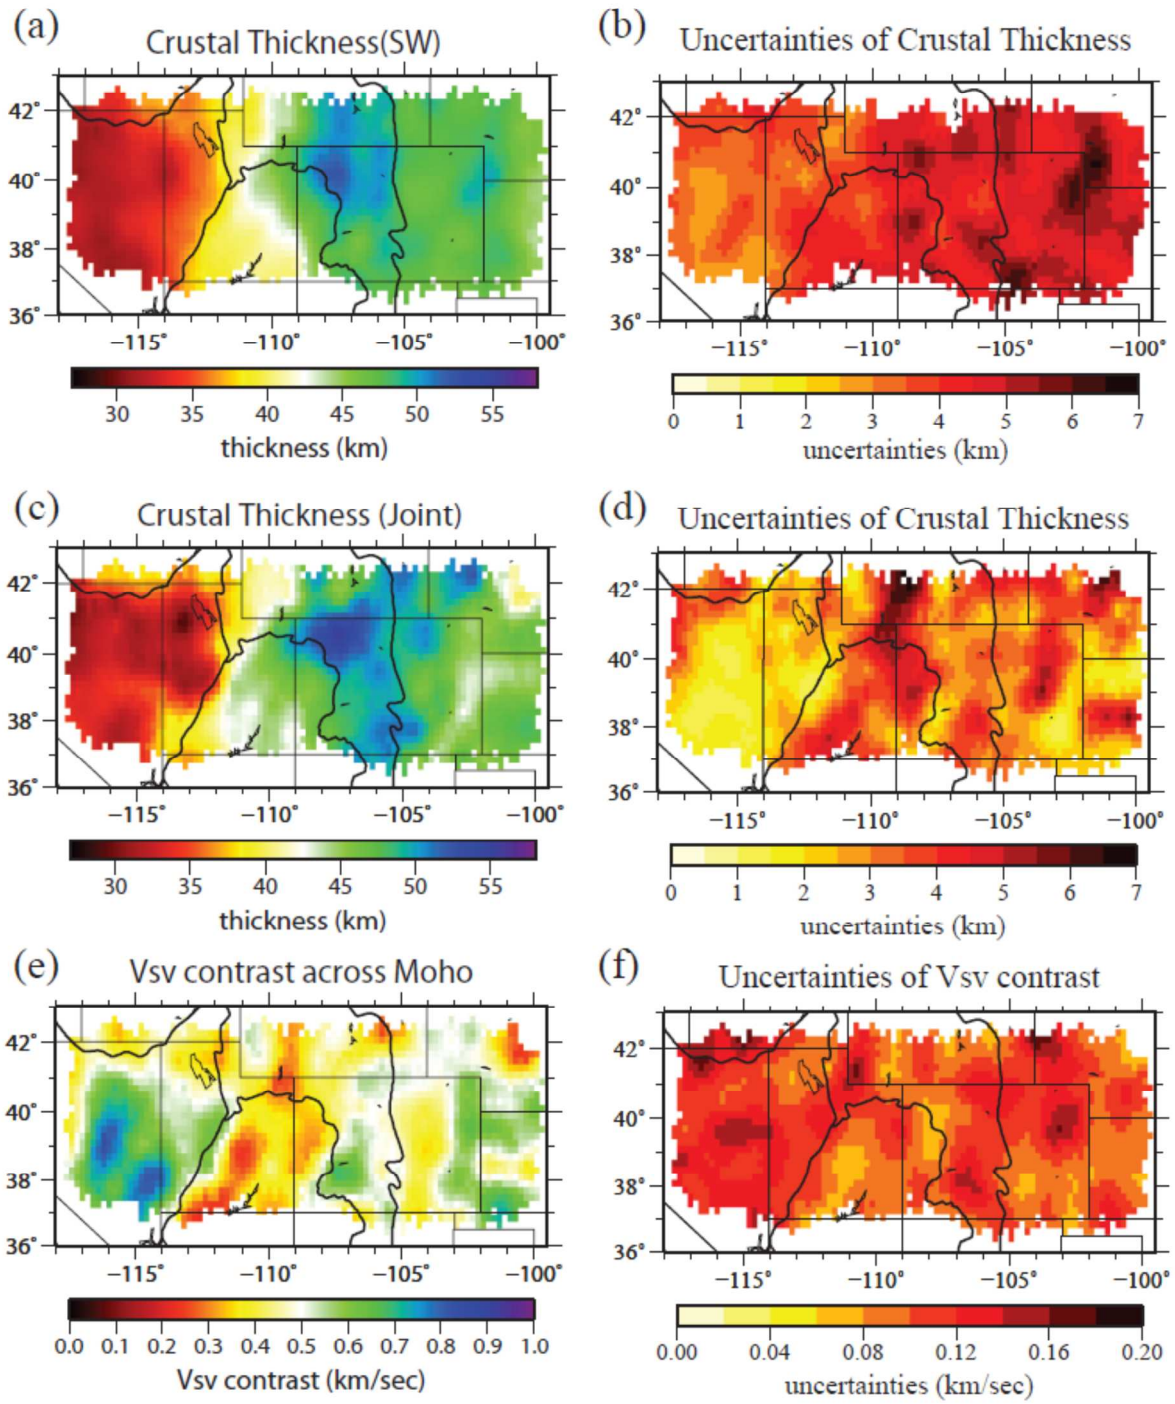 (a)
Crustal Thickness(SW)
42°
40°
38°
36°
−115° −110° −105° −100°
30 35 40 45 50 55
thickness (km)
(b)
Uncertainties of Crustal Thickness
42°
40°
38°
36°
−115° −110° −105° −100°
0 1 2 3 4 5 6 7
uncertainties (km)
(c)
Crustal Thickness (Joint)
42°
40°
38°
36°
−115° −110° −105° −100°
30 35 40 45 50 55
thickness (km)
(d)
Uncertainties of Crustal Thickness
42°
40°
38°
36°
−115° −110° −105° −100°
0 1 2 3 4 5 6 7
uncertainties (km)
(e)
Vsv contrast across Moho
42°
40°
38°
36°
−115° −110° −105° −100°
0.0 0.1 0.2 0.3 0.4 0.5 0.6 0.7 0.8 0.9 1.0
Vsv contrast (km/sec)
(f)
Uncertainties of Vsv contrast
42°
40°
38°
36°
−115° −110° −105° −100°
0.00 0.04 0.08 0.12 0.16 0.20
uncertainties (km/sec)